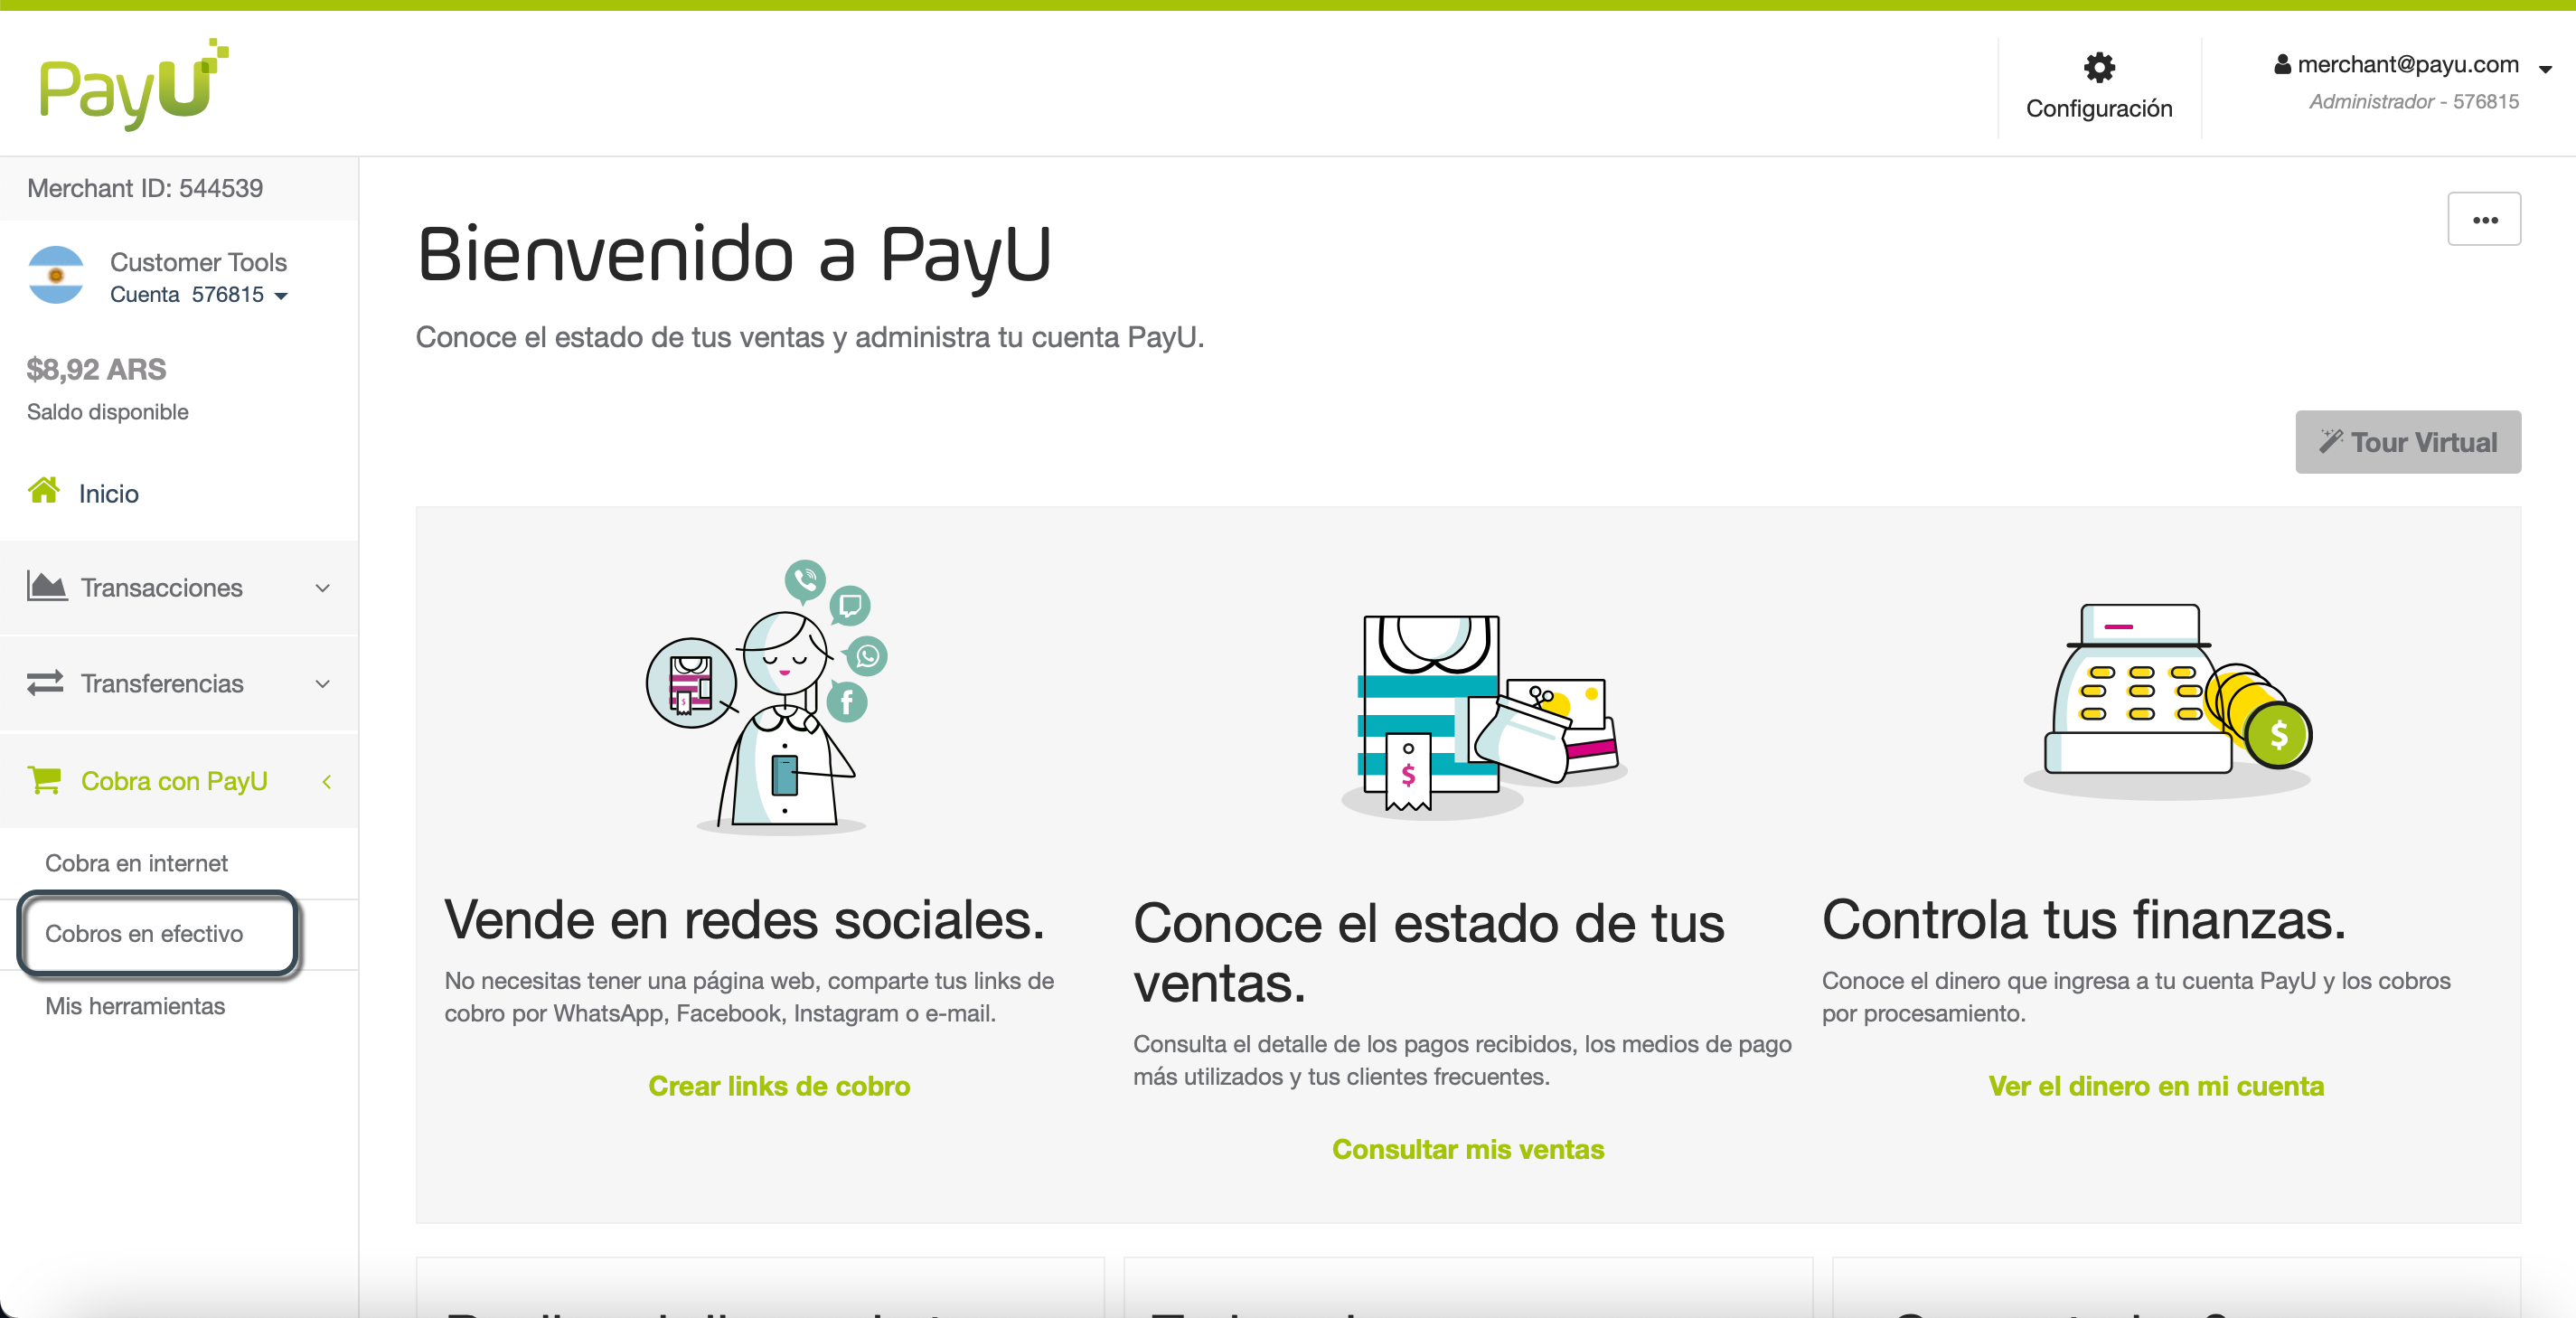 PayU
Configuración
merchant@payu.com
Administrador - 576815
Merchant ID: 544539
Customer Tools
Cuenta 576815
$8,92 ARS
Saldo disponible
Inicio
Transacciones
Transferencias
Cobra con PayU
Cobra en internet
Cobros en efectivo
Mis herramientas
Bienvenido a PayU
Conoce el estado de tus ventas y administra tu cuenta PayU.
Tour Virtual
Vende en redes sociales.
No necesitas tener una página web, comparte tus links de
cobro por WhatsApp, Facebook, Instagram o e-mail.
Crear links de cobro
Conoce el estado de tus
ventas.
Consulta el detalle de los pagos recibidos, los medios de pago
más utilizados y tus clientes frecuentes.
Consultar mis ventas
Controla tus finanzas.
Conoce el dinero que ingresa a tu cuenta PayU y los cobros
por procesamiento.
Ver el dinero en mi cuenta